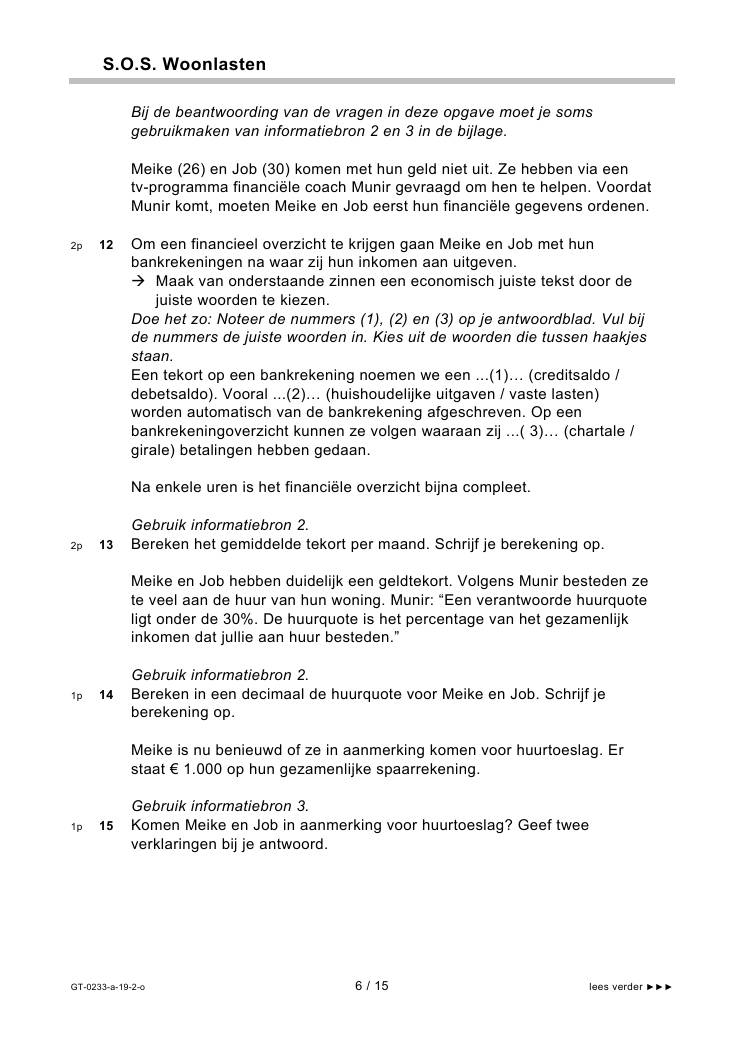 S.O.S. Woonlasten
Bij de beantwoording van de vragen in deze opgave moet je soms
gebruikmaken van informatiebron 2 en 3 in de bijlage.
Meike (26) en Job (30) komen met hun geld niet uit. Ze hebben via een
tv-programma financiële coach Munir gevraagd om hen te helpen. Voordat
Munir komt, moeten Meike en Job eerst hun financiële gegevens ordenen.
2p 12 Om een financieel overzicht te krijgen gaan Meike en Job met hun
bankrekeningen na waar zij hun inkomen aan uitgeven.
→ Maak van onderstaande zinnen een economisch juiste tekst door de
juiste woorden te kiezen.
Doe het zo: Noteer de nummers (1), (2) en (3) op je antwoordblad. Vul bij
de nummers de juiste woorden in. Kies uit de woorden die tussen haakjes
staan.
Een tekort op een bankrekening noemen we een ...(1)… (creditsaldo /
debetsaldo). Vooral ...(2)… (huishoudelijke uitgaven / vaste lasten)
worden automatisch van de bankrekening afgeschreven. Op een
bankrekeningoverzicht kunnen ze volgen waaraan zij ...( 3)… (chartale /
girale) betalingen hebben gedaan.
Na enkele uren is het financiële overzicht bijna compleet.
Gebruik informatiebron 2.
2p 13 Bereken het gemiddelde tekort per maand. Schrijf je berekening op.
Meike en Job hebben duidelijk een geldtekort. Volgens Munir besteden ze
te veel aan de huur van hun woning. Munir: “Een verantwoorde huurquote
ligt onder de 30%. De huurquote is het percentage van het gezamenlijk
inkomen dat jullie aan huur besteden.”
Gebruik informatiebron 2.
1p 14 Bereken in een decimaal de huurquote voor Meike en Job. Schrijf je
berekening op.
Meike is nu benieuwd of ze in aanmerking komen voor huurtoeslag. Er
staat € 1.000 op hun gezamenlijke spaarrekening.
Gebruik informatiebron 3.
1p 15 Komen Meike en Job in aanmerking voor huurtoeslag? Geef twee
verklaringen bij je antwoord.
GT-0233-a-19-2-o 6 / 15 lees verder ►►►